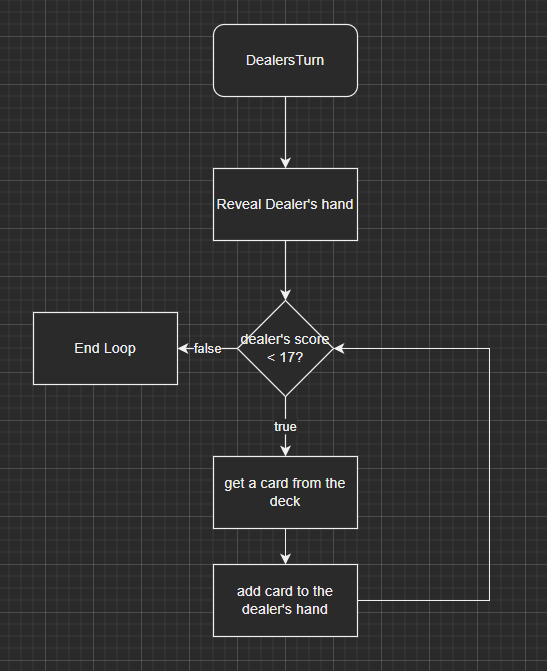 DealersTurn
Reveal Dealer's hand
dealer's score
< 17?
false
End Loop
true
get a card from the
deck
add card to the
dealer's hand